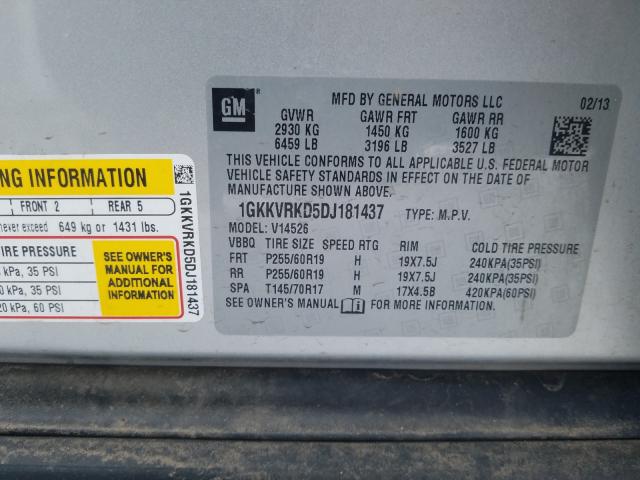 GM
MFD BY GENERAL MOTORS LLC 02/13
GVWR GAWR FRT GAWR RR
2930 KG 1450 KG 1600 KG
6459 LB 3196 LB 3527 LB
THIS VEHICLE CONFORMS TO ALL APPLICABLE U.S. FEDERAL MOTOR
VEHICLE SAFETY STANDARDS IN EFFECT ON THE DATE OF
MANUFACTURE SHOWN ABOVE.
1GKKVRKD5DJ181437 TYPE: M.P.V.
MODEL: V14526
VBBQ TIRE SIZE SPEED RTG RIM COLD TIRE PRESSURE
FRT P255/60R19 H 19X7.5J 240KPA(35PSI)
RR P255/60R19 H 19X7.5J 240KPA(35PSI)
SPA T145/70R17 M 17X4.5B 420KPA(60PSI)
SEE OWNER'S MANUAL FOR MORE INFORMATION.
NG INFORMATION
FRONT 2 REAR 5
never exceed 649 kg or 1431 lbs.
TIRE PRESSURE
kPa, 35 PSI
0 kPa, 35 PSI
20 kPa, 60 PSI
SEE OWNER'S
MANUAL FOR
ADDITIONAL
INFORMATION
1GKKVRKD5DJ181437